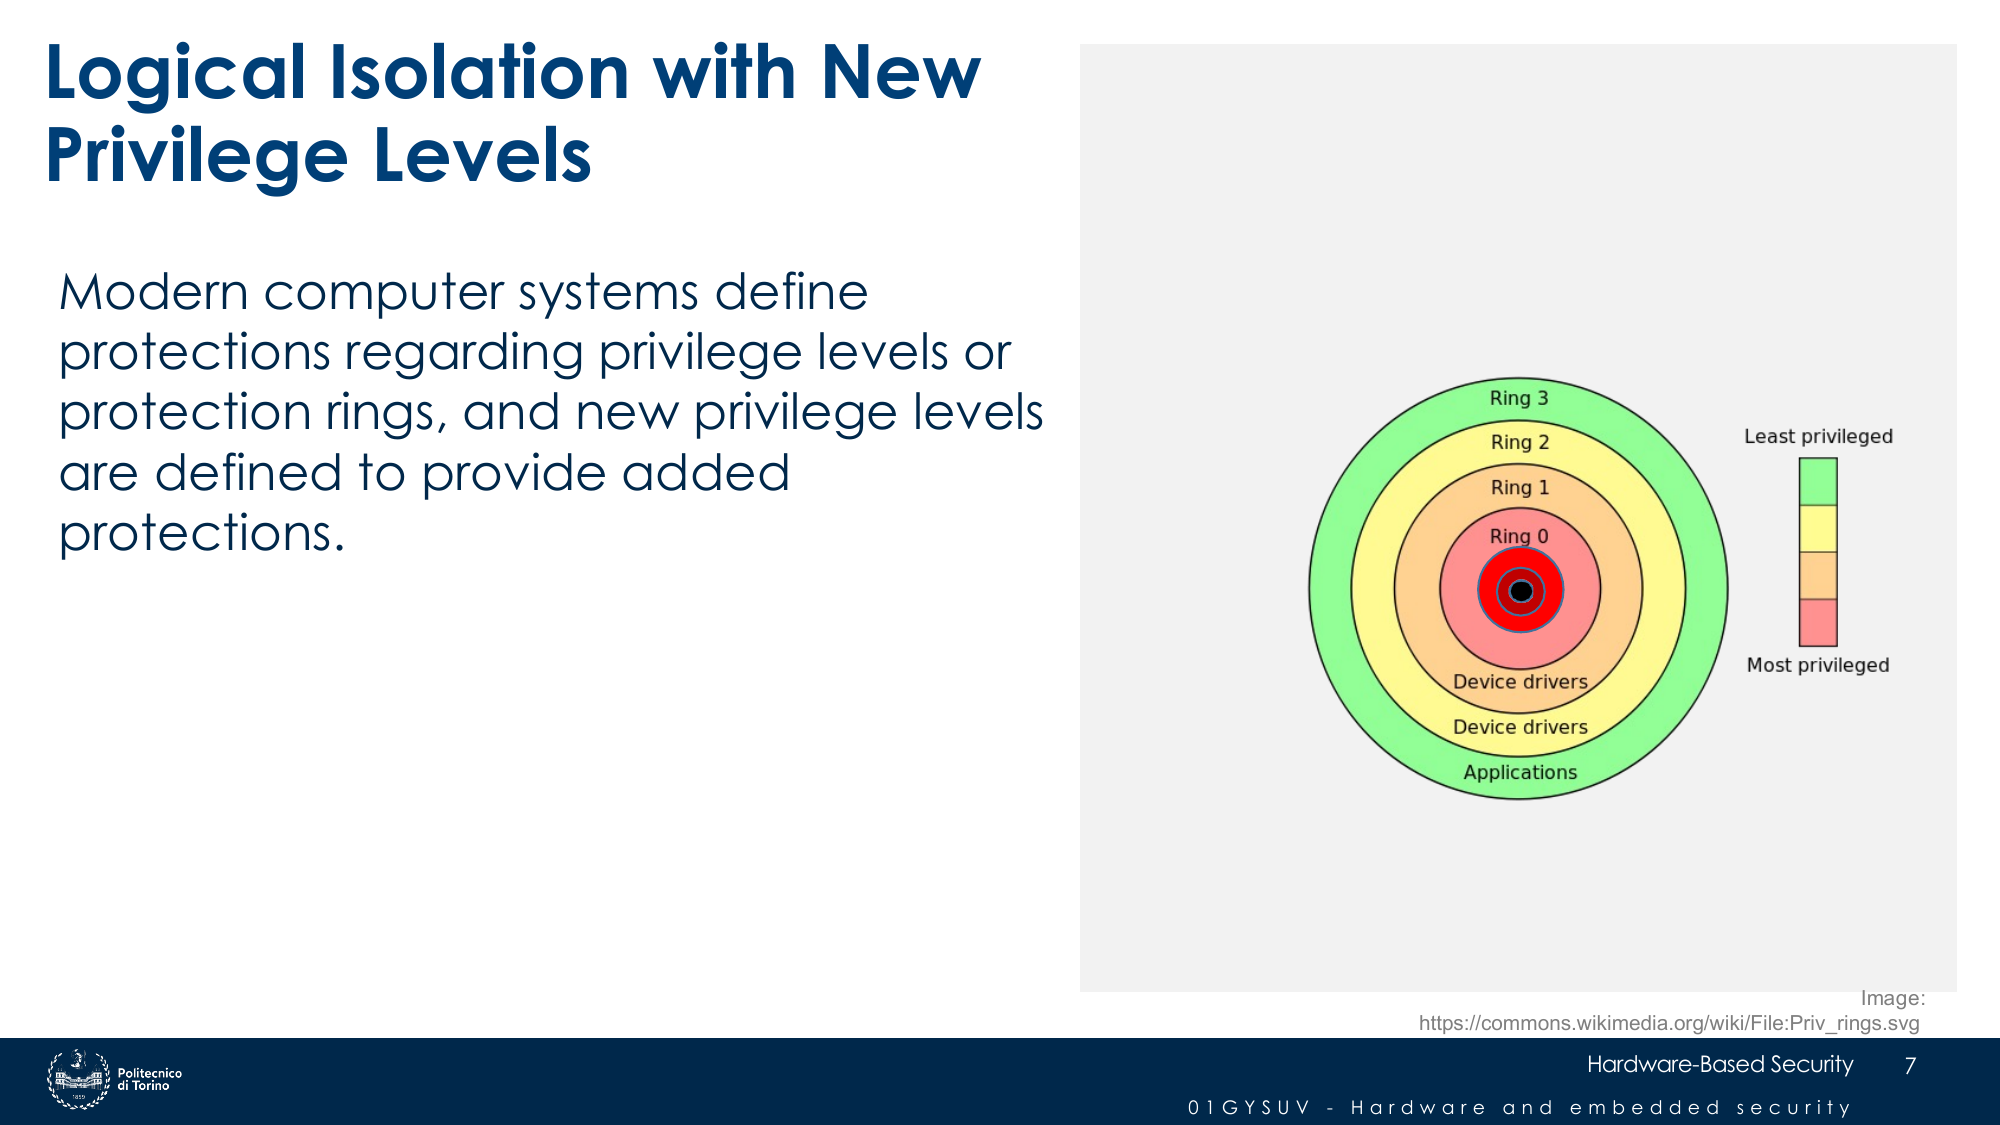 Logical Isolation with New
Privilege Levels
Modern computer systems define
protections regarding privilege levels or
protection rings, and new privilege levels
are defined to provide added
protections.
Ring 3
Ring 2
Ring 1
Ring 0
Device drivers
Device drivers
Applications
Least privileged
Most privileged
Image:
https://commons.wikimedia.org/wiki/File:Priv_rings.svg
Politecnico
di Torino
1859
Hardware-Based Security
7
01GYSUV - Hardware and embedded security